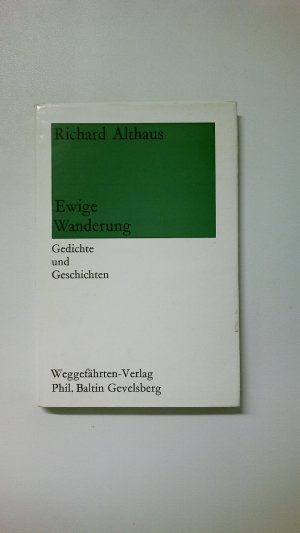 Richard Althaus
Ewige
Wanderung
Gedichte
und
Geschichten
Weggefährten-Verlag
Phil. Baltin Gevelsberg